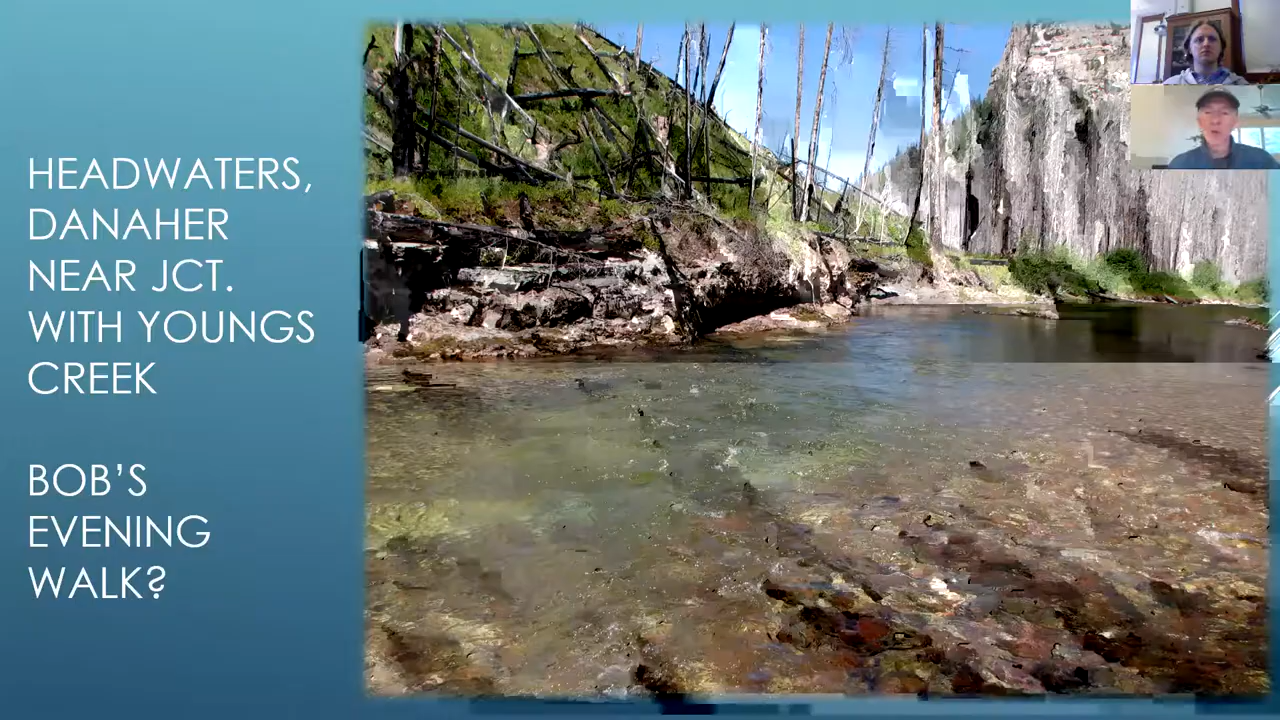 HEADWATERS,
DANAHER
NEAR JCT.
WITH YOUNGS
CREEK
BOB’S
EVENING
WALK?